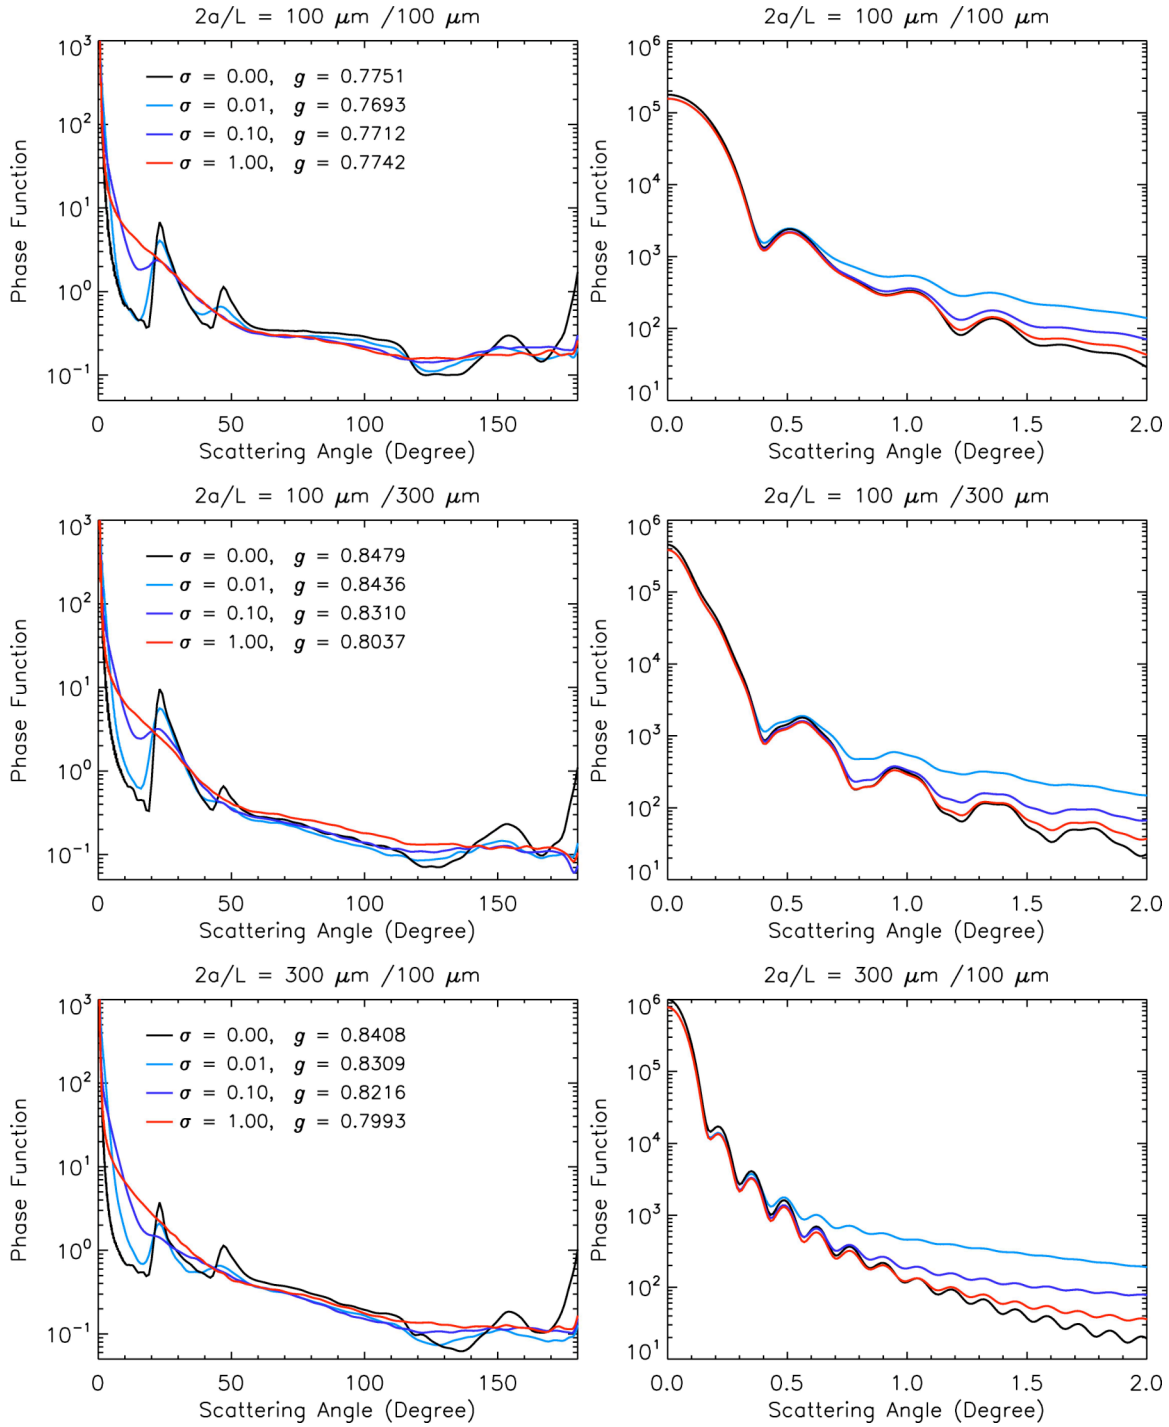 2a/L = 100 μm /100 μm
Phase Function
10³
10²
10¹
10⁰
10⁻¹
σ = 0.00, g = 0.7751
σ = 0.01, g = 0.7693
σ = 0.10, g = 0.7712
σ = 1.00, g = 0.7742
0 50 100 150
Scattering Angle (Degree)
2a/L = 100 μm /100 μm
Phase Function
10⁶
10⁵
10⁴
10³
10²
10¹
0.0 0.5 1.0 1.5 2.0
Scattering Angle (Degree)
2a/L = 100 μm /300 μm
Phase Function
10³
10²
10¹
10⁰
10⁻¹
σ = 0.00, g = 0.8479
σ = 0.01, g = 0.8436
σ = 0.10, g = 0.8310
σ = 1.00, g = 0.8037
0 50 100 150
Scattering Angle (Degree)
2a/L = 100 μm /300 μm
Phase Function
10⁶
10⁵
10⁴
10³
10²
10¹
0.0 0.5 1.0 1.5 2.0
Scattering Angle (Degree)
2a/L = 300 μm /100 μm
Phase Function
10³
10²
10¹
10⁰
10⁻¹
σ = 0.00, g = 0.8408
σ = 0.01, g = 0.8309
σ = 0.10, g = 0.8216
σ = 1.00, g = 0.7993
0 50 100 150
Scattering Angle (Degree)
2a/L = 300 μm /100 μm
Phase Function
10⁶
10⁵
10⁴
10³
10²
10¹
0.0 0.5 1.0 1.5 2.0
Scattering Angle (Degree)